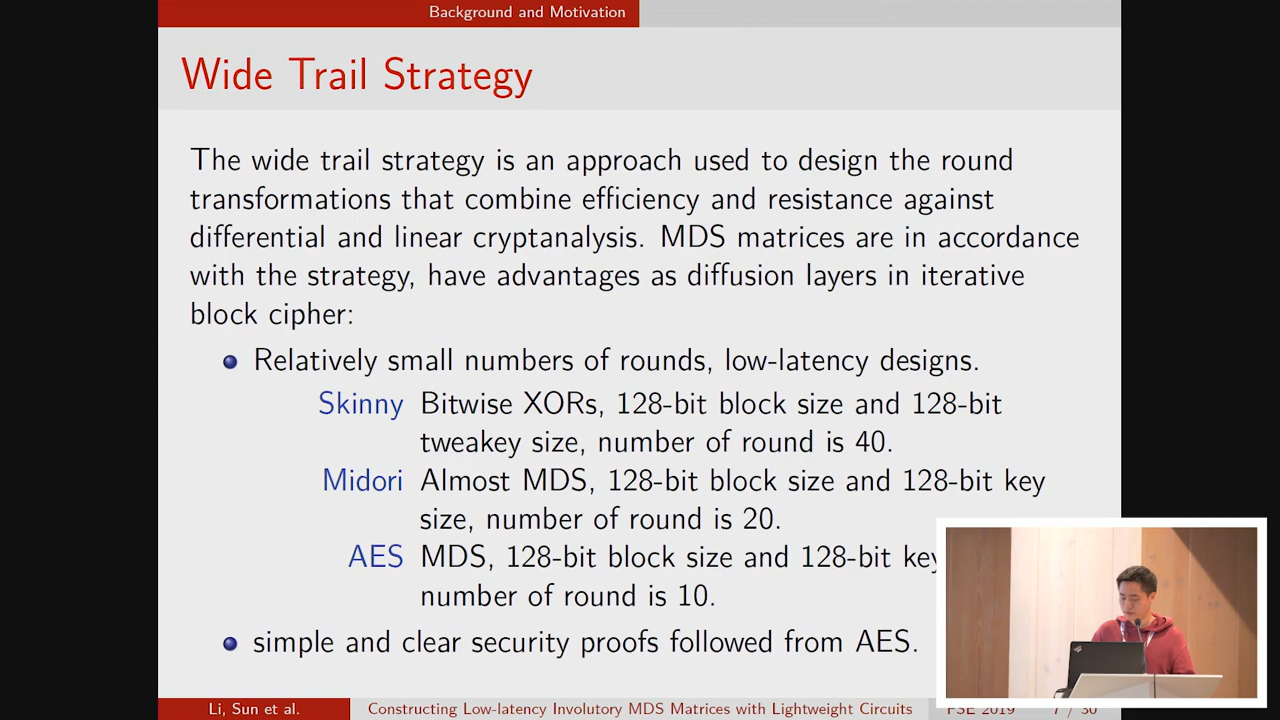 Background and Motivation
Wide Trail Strategy
The wide trail strategy is an approach used to design the round
transformations that combine efficiency and resistance against
differential and linear cryptanalysis. MDS matrices are in accordance
with the strategy, have advantages as diffusion layers in iterative
block cipher:
Relatively small numbers of rounds, low-latency designs.
Skinny Bitwise XORs, 128-bit block size and 128-bit
tweakey size, number of round is 40.
Midori Almost MDS, 128-bit block size and 128-bit key
size, number of round is 20.
AES MDS, 128-bit block size and 128-bit key
number of round is 10.
simple and clear security proofs followed from AES.
Li, Sun et al. Constructing Low-latency Involutory MDS Matrices with Lightweight Circuits FSE 2019 7 / 30